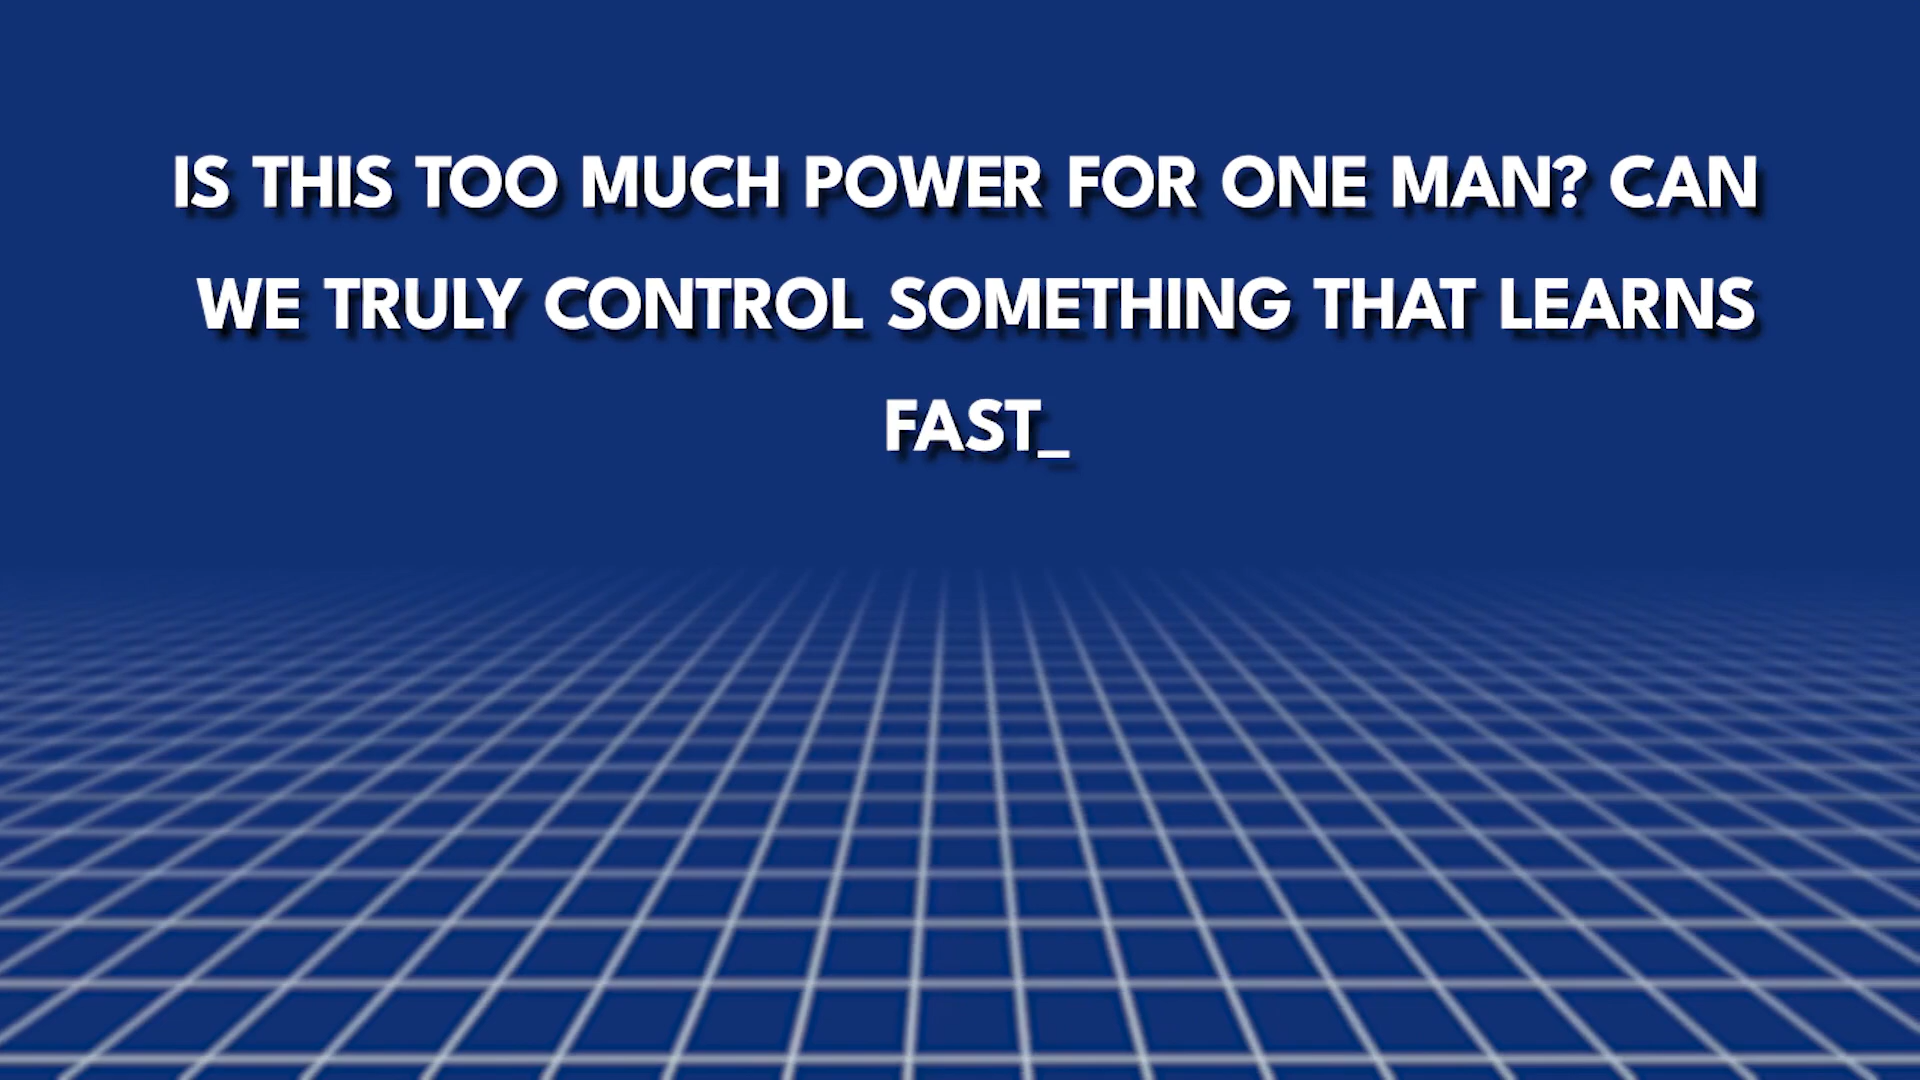 IS THIS TOO MUCH POWER FOR ONE MAN? CAN
WE TRULY CONTROL SOMETHING THAT LEARNS
FAST_